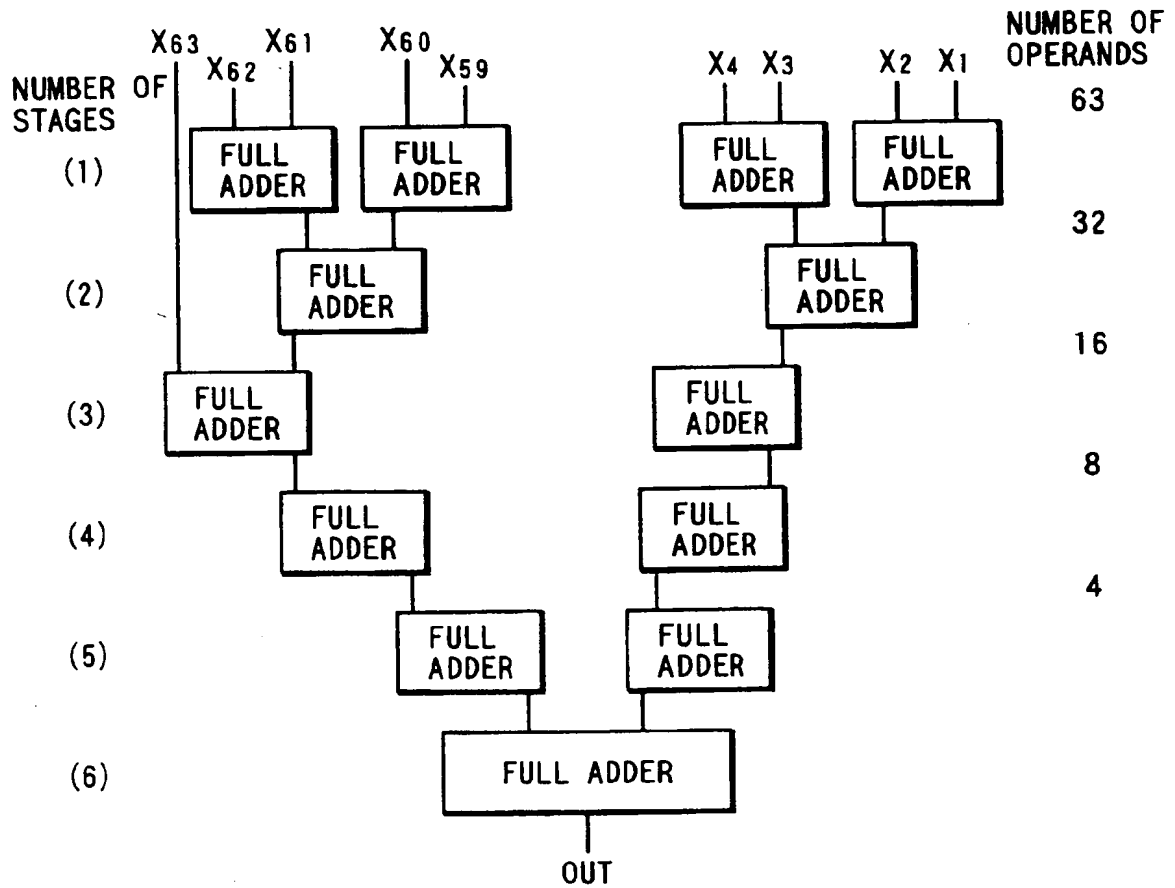 X63 X62 X61 X60 X59 X4 X3 X2 X1
NUMBER OF
OPERANDS
NUMBER OF
STAGES
63
(1)
FULL
ADDER
FULL
ADDER
FULL
ADDER
FULL
ADDER
32
(2)
FULL
ADDER
FULL
ADDER
16
(3)
FULL
ADDER
FULL
ADDER
8
(4)
FULL
ADDER
FULL
ADDER
4
(5)
FULL
ADDER
FULL
ADDER
(6)
FULL ADDER
OUT